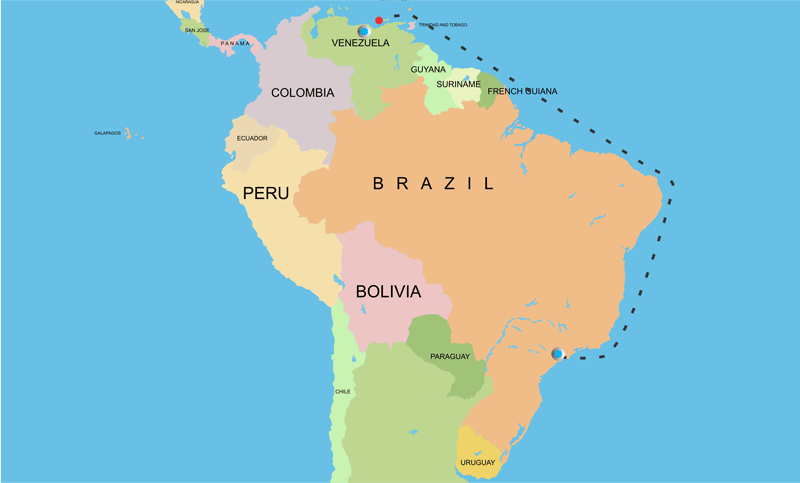 NICARAGUA
SAN JOSE
PANAMA
TRINIDAD AND TOBAGO
VENEZUELA
GUYANA
SURINAME
FRENCH GUIANA
COLOMBIA
GALAPAGOS
ECUADOR
PERU
BRAZIL
BOLIVIA
PARAGUAY
CHILE
URUGUAY